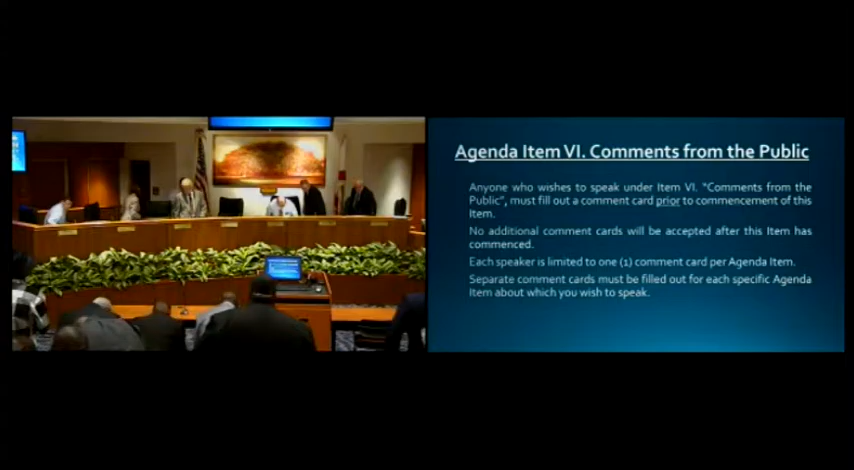 Agenda Item VI. Comments from the Public
Anyone who wishes to speak under Item VI. "Comments from the
Public", must fill out a comment card prior to commencement of this
Item.
No additional comment cards will be accepted after this Item has
commenced.
Each speaker is limited to one (1) comment card per Agenda Item.
Separate comment cards must be filled out for each specific Agenda
Item about which you wish to speak.